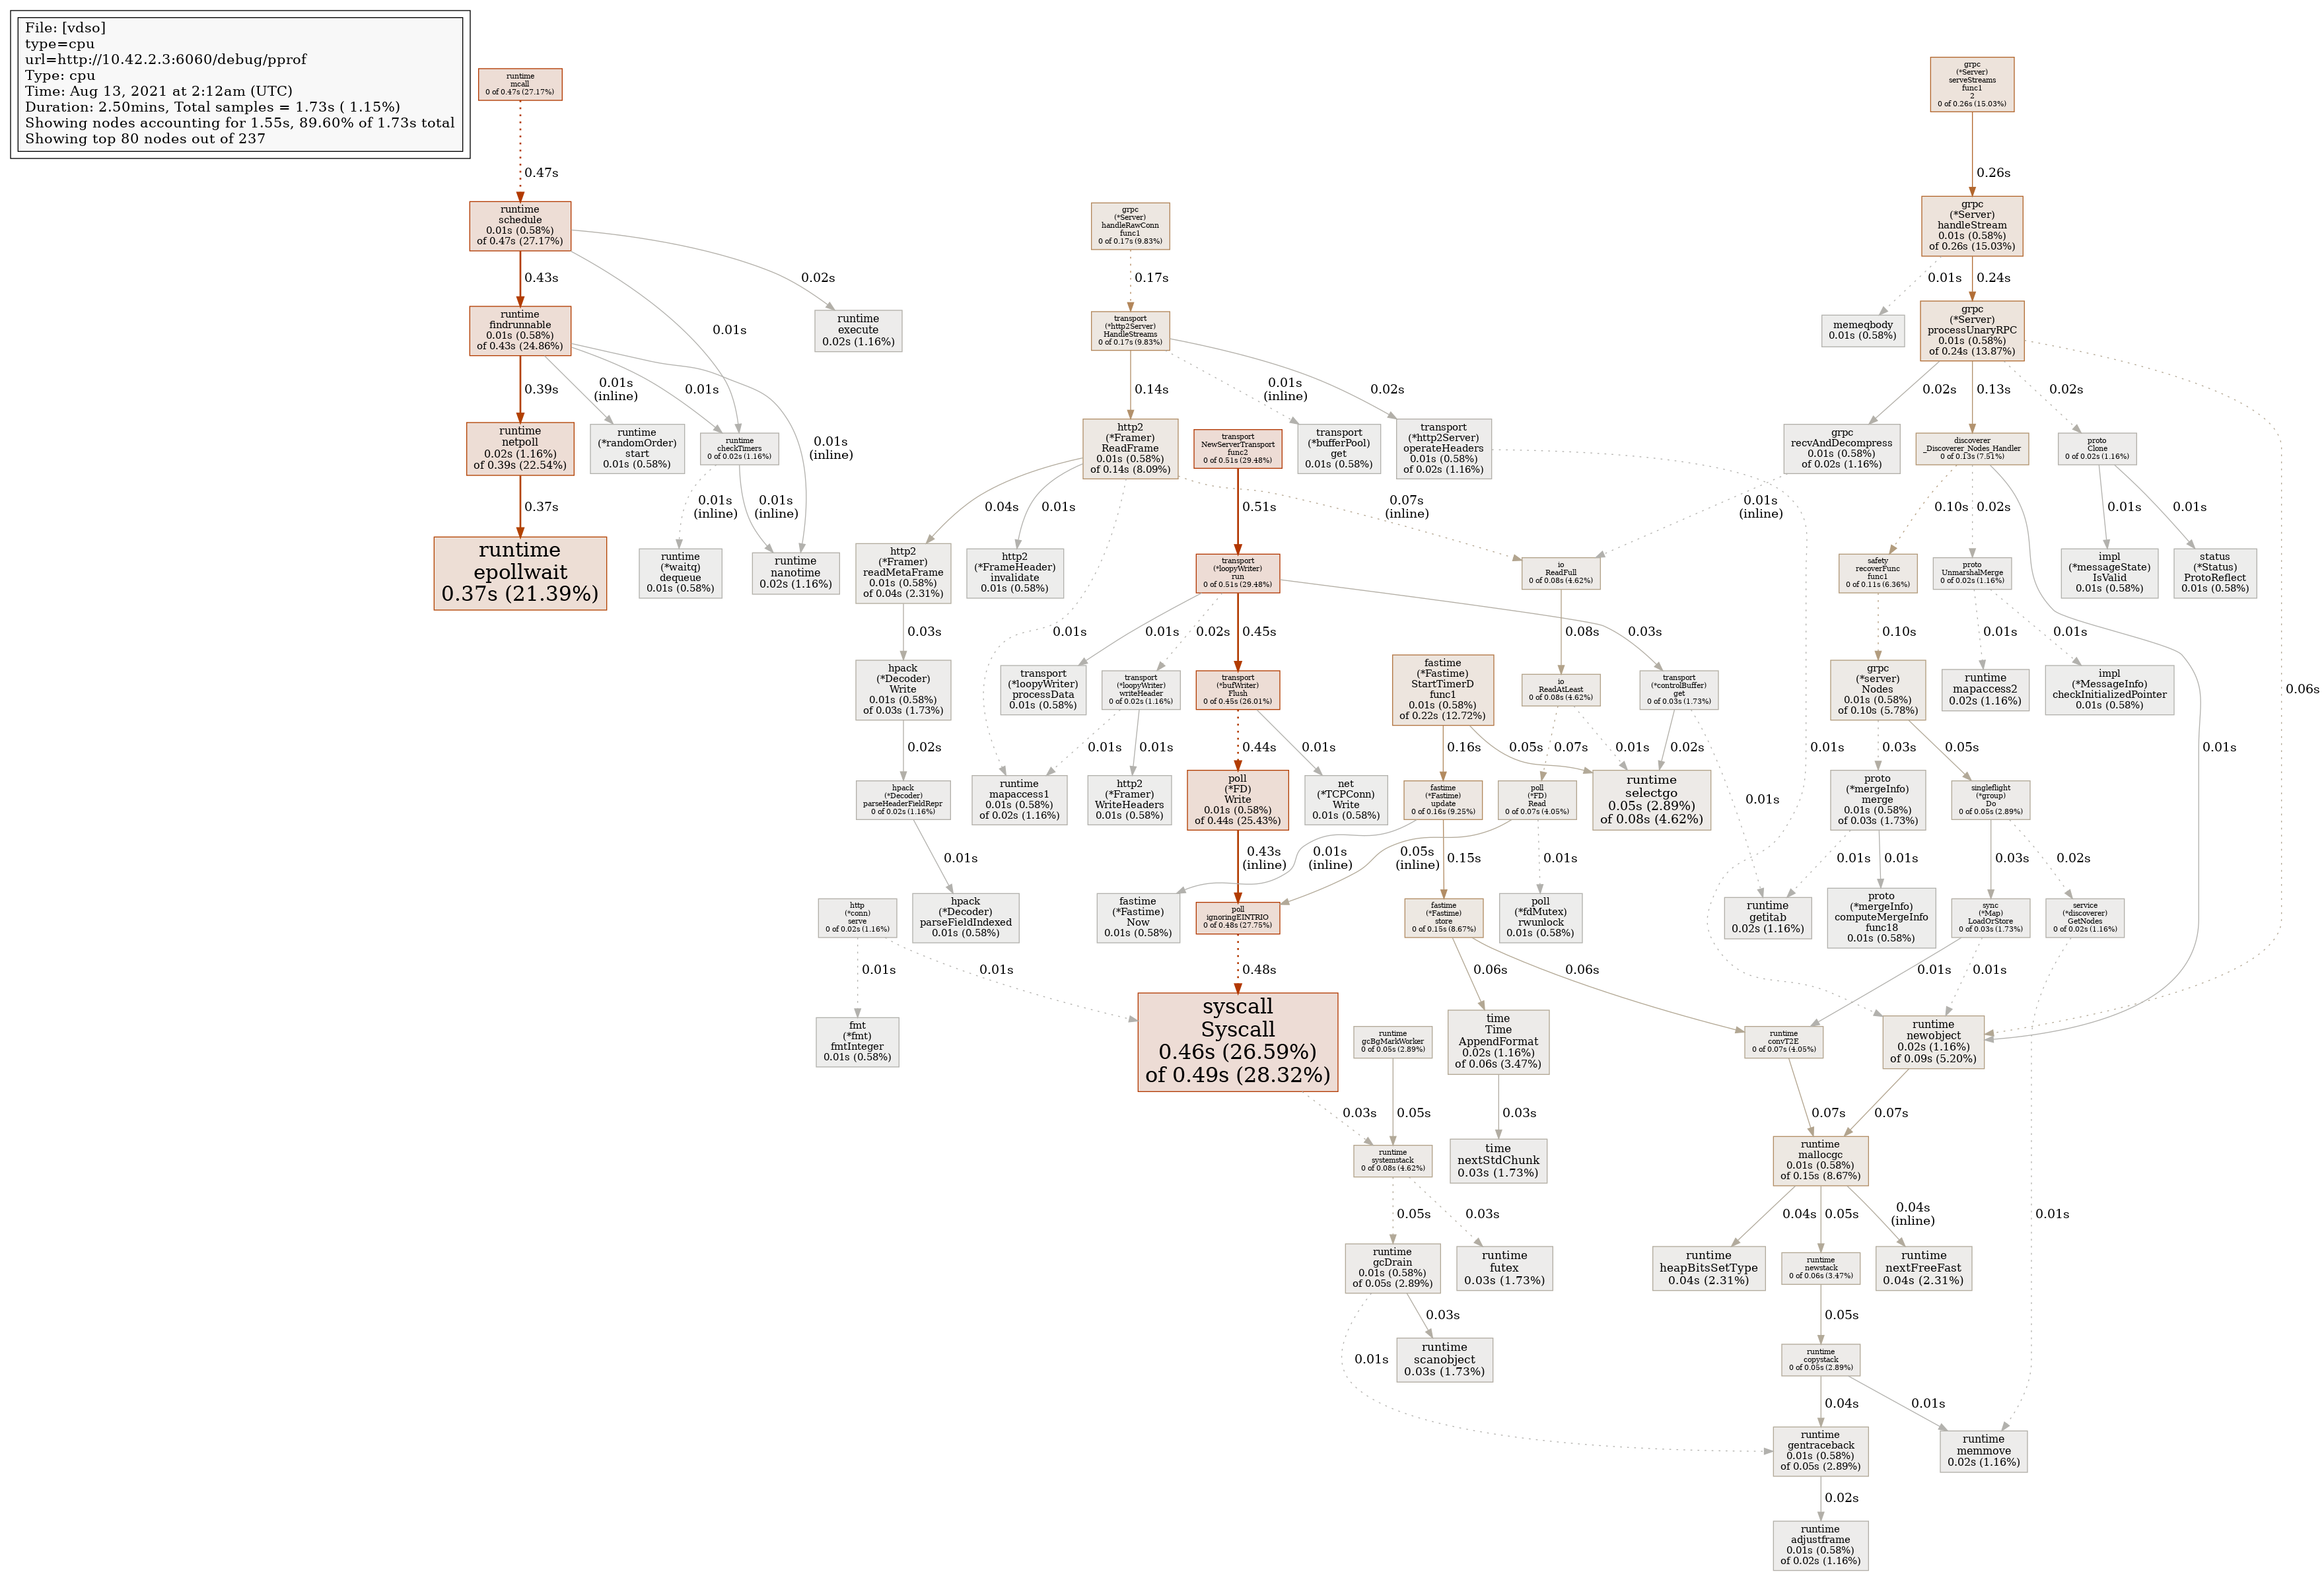 File: [vdso]
type=cpu
url=http://10.42.2.3:6060/debug/pprof
Type: cpu
Time: Aug 13, 2021 at 2:12am (UTC)
Duration: 2.50mins, Total samples = 1.73s ( 1.15%)
Showing nodes accounting for 1.55s, 89.60% of 1.73s total
Showing top 80 nodes out of 237
runtime
mcall
0 of 0.47s (27.17%)
grpc
(*Server)
serveStreams
func1
2
0 of 0.26s (15.03%)
0.47s
0.26s
runtime
schedule
0.01s (0.58%)
of 0.47s (27.17%)
grpc
(*Server)
handleRawConn
func1
0 of 0.17s (9.83%)
grpc
(*Server)
handleStream
0.01s (0.58%)
of 0.26s (15.03%)
0.43s
0.01s
0.02s
0.17s
0.01s
0.24s
runtime
findrunnable
0.01s (0.58%)
of 0.43s (24.86%)
runtime
execute
0.02s (1.16%)
transport
(*http2Server)
HandleStreams
0 of 0.17s (9.83%)
memeqbody
0.01s (0.58%)
grpc
(*Server)
processUnaryRPC
0.01s (0.58%)
of 0.24s (13.87%)
0.39s
0.01s
(inline)
0.01s
0.01s
(inline)
0.14s
0.01s
(inline)
0.02s
0.02s
0.13s
0.02s
0.06s
runtime
netpoll
0.02s (1.16%)
of 0.39s (22.54%)
runtime
(*randomOrder)
start
0.01s (0.58%)
runtime
checkTimers
0 of 0.02s (1.16%)
http2
(*Framer)
ReadFrame
0.01s (0.58%)
of 0.14s (8.09%)
transport
NewServerTransport
func2
0 of 0.51s (29.48%)
transport
(*bufferPool)
get
0.01s (0.58%)
transport
(*http2Server)
operateHeaders
0.01s (0.58%)
of 0.02s (1.16%)
grpc
recvAndDecompress
0.01s (0.58%)
of 0.02s (1.16%)
discoverer
_Discoverer_Nodes_Handler
0 of 0.13s (7.51%)
proto
Clone
0 of 0.02s (1.16%)
0.37s
0.01s
(inline)
0.01s
(inline)
0.04s
0.01s
0.01s
0.51s
0.07s
(inline)
0.01s
0.01s
(inline)
0.10s
0.02s
0.01s
0.01s
0.01s
runtime
epollwait
0.37s (21.39%)
runtime
(*waitq)
dequeue
0.01s (0.58%)
runtime
nanotime
0.02s (1.16%)
http2
(*Framer)
readMetaFrame
0.01s (0.58%)
of 0.04s (2.31%)
http2
(*FrameHeader)
invalidate
0.01s (0.58%)
transport
(*loopyWriter)
run
0 of 0.51s (29.48%)
io
ReadFull
0 of 0.08s (4.62%)
safety
recoverFunc
func1
0 of 0.11s (6.36%)
proto
UnmarshalMerge
0 of 0.02s (1.16%)
impl
(*messageState)
IsValid
0.01s (0.58%)
status
(*Status)
ProtoReflect
0.01s (0.58%)
0.03s
0.01s
0.02s
0.45s
0.03s
0.08s
0.10s
0.01s
0.01s
hpack
(*Decoder)
Write
0.01s (0.58%)
of 0.03s (1.73%)
transport
(*loopyWriter)
processData
0.01s (0.58%)
transport
(*loopyWriter)
writeHeader
0 of 0.02s (1.16%)
transport
(*bufWriter)
Flush
0 of 0.45s (26.01%)
fastime
(*Fastime)
StartTimerD
func1
0.01s (0.58%)
of 0.22s (12.72%)
io
ReadAtLeast
0 of 0.08s (4.62%)
transport
(*controlBuffer)
get
0 of 0.03s (1.73%)
grpc
(*server)
Nodes
0.01s (0.58%)
of 0.10s (5.78%)
runtime
mapaccess2
0.02s (1.16%)
impl
(*MessageInfo)
checkInitializedPointer
0.01s (0.58%)
0.02s
0.01s
0.01s
0.44s
0.01s
0.16s
0.05s
0.07s
0.01s
0.02s
0.01s
0.03s
0.05s
hpack
(*Decoder)
parseHeaderFieldRepr
0 of 0.02s (1.16%)
runtime
mapaccess1
0.01s (0.58%)
of 0.02s (1.16%)
http2
(*Framer)
WriteHeaders
0.01s (0.58%)
poll
(*FD)
Write
0.01s (0.58%)
of 0.44s (25.43%)
net
(*TCPConn)
Write
0.01s (0.58%)
fastime
(*Fastime)
update
0 of 0.16s (9.25%)
poll
(*FD)
Read
0 of 0.07s (4.05%)
runtime
selectgo
0.05s (2.89%)
of 0.08s (4.62%)
proto
(*mergeInfo)
merge
0.01s (0.58%)
of 0.03s (1.73%)
singleflight
(*group)
Do
0 of 0.05s (2.89%)
0.01s
0.43s
(inline)
0.01s
(inline)
0.05s
(inline)
0.15s
0.01s
0.01s
0.01s
0.03s
0.02s
http
(*conn)
serve
0 of 0.02s (1.16%)
hpack
(*Decoder)
parseFieldIndexed
0.01s (0.58%)
fastime
(*Fastime)
Now
0.01s (0.58%)
poll
ignoringEINTRIO
0 of 0.48s (27.75%)
fastime
(*Fastime)
store
0 of 0.15s (8.67%)
poll
(*fdMutex)
rwunlock
0.01s (0.58%)
runtime
getitab
0.02s (1.16%)
proto
(*mergeInfo)
computeMergeInfo
func18
0.01s (0.58%)
sync
(*Map)
LoadOrStore
0 of 0.03s (1.73%)
service
(*discoverer)
GetNodes
0 of 0.02s (1.16%)
0.01s
0.01s
0.48s
0.06s
0.06s
0.01s
0.01s
0.01s
fmt
(*fmt)
fmtInteger
0.01s (0.58%)
syscall
Syscall
0.46s (26.59%)
of 0.49s (28.32%)
runtime
gcBgMarkWorker
0 of 0.05s (2.89%)
time
Time
AppendFormat
0.02s (1.16%)
of 0.06s (3.47%)
runtime
convT2E
0 of 0.07s (4.05%)
runtime
newobject
0.02s (1.16%)
of 0.09s (5.20%)
0.03s
0.05s
0.03s
0.07s
0.07s
runtime
systemstack
0 of 0.08s (4.62%)
time
nextStdChunk
0.03s (1.73%)
runtime
mallocgc
0.01s (0.58%)
of 0.15s (8.67%)
0.05s
0.03s
0.04s
0.05s
0.04s
(inline)
runtime
gcDrain
0.01s (0.58%)
of 0.05s (2.89%)
runtime
futex
0.03s (1.73%)
runtime
heapBitsSetType
0.04s (2.31%)
runtime
newstack
0 of 0.06s (3.47%)
runtime
nextFreeFast
0.04s (2.31%)
0.01s
0.03s
0.05s
runtime
scanobject
0.03s (1.73%)
runtime
copystack
0 of 0.05s (2.89%)
0.04s
0.01s
runtime
gentraceback
0.01s (0.58%)
of 0.05s (2.89%)
runtime
memmove
0.02s (1.16%)
0.02s
runtime
adjustframe
0.01s (0.58%)
of 0.02s (1.16%)